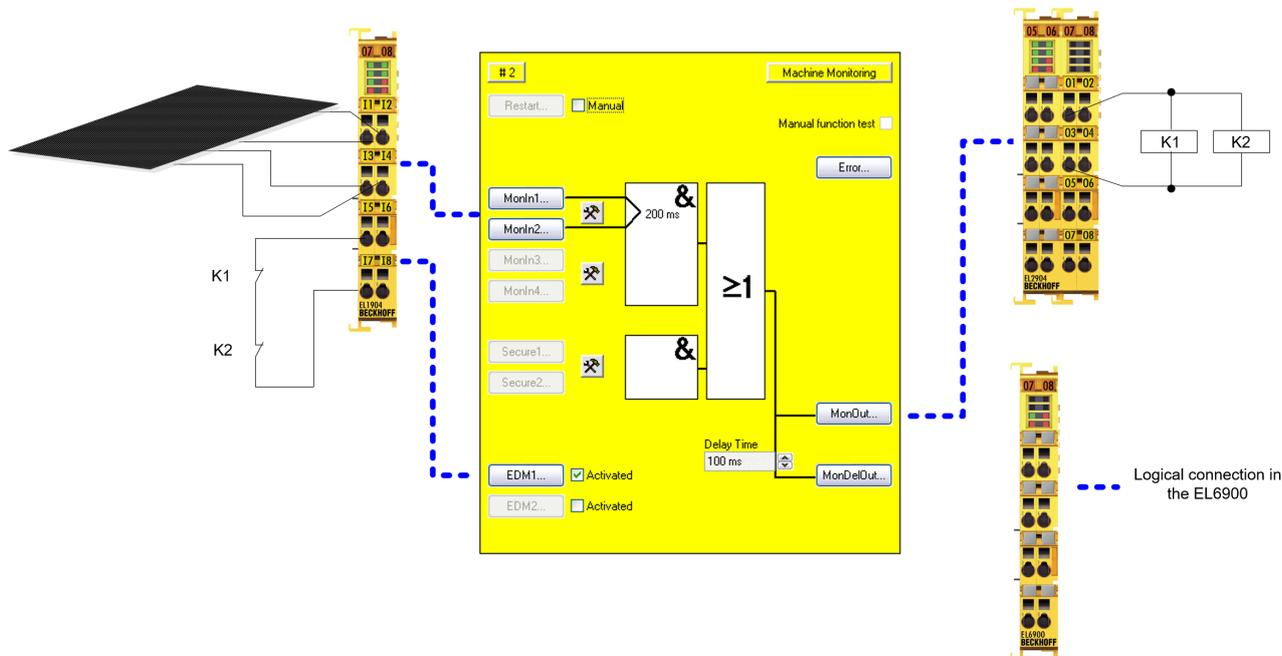 07_08
I1 I2
I3 I4
I5 I6
I7 I8
EL1904
BECKHOFF
K1
K2
# 2
Machine Monitoring
Restart...
Manual
Manual function test
Error...
MonIn1...
MonIn2...
MonIn3...
MonIn4...
200 ms
&
≥1
Secure1...
Secure2...
&
MonOut...
Delay Time
100 ms
MonDelOut...
EDM1...
Activated
EDM2...
Activated
05_06
07_08
01 02
03 04
05 06
07 08
EL2904
BECKHOFF
K1
K2
07_08
EL6900
BECKHOFF
Logical connection in
the EL6900